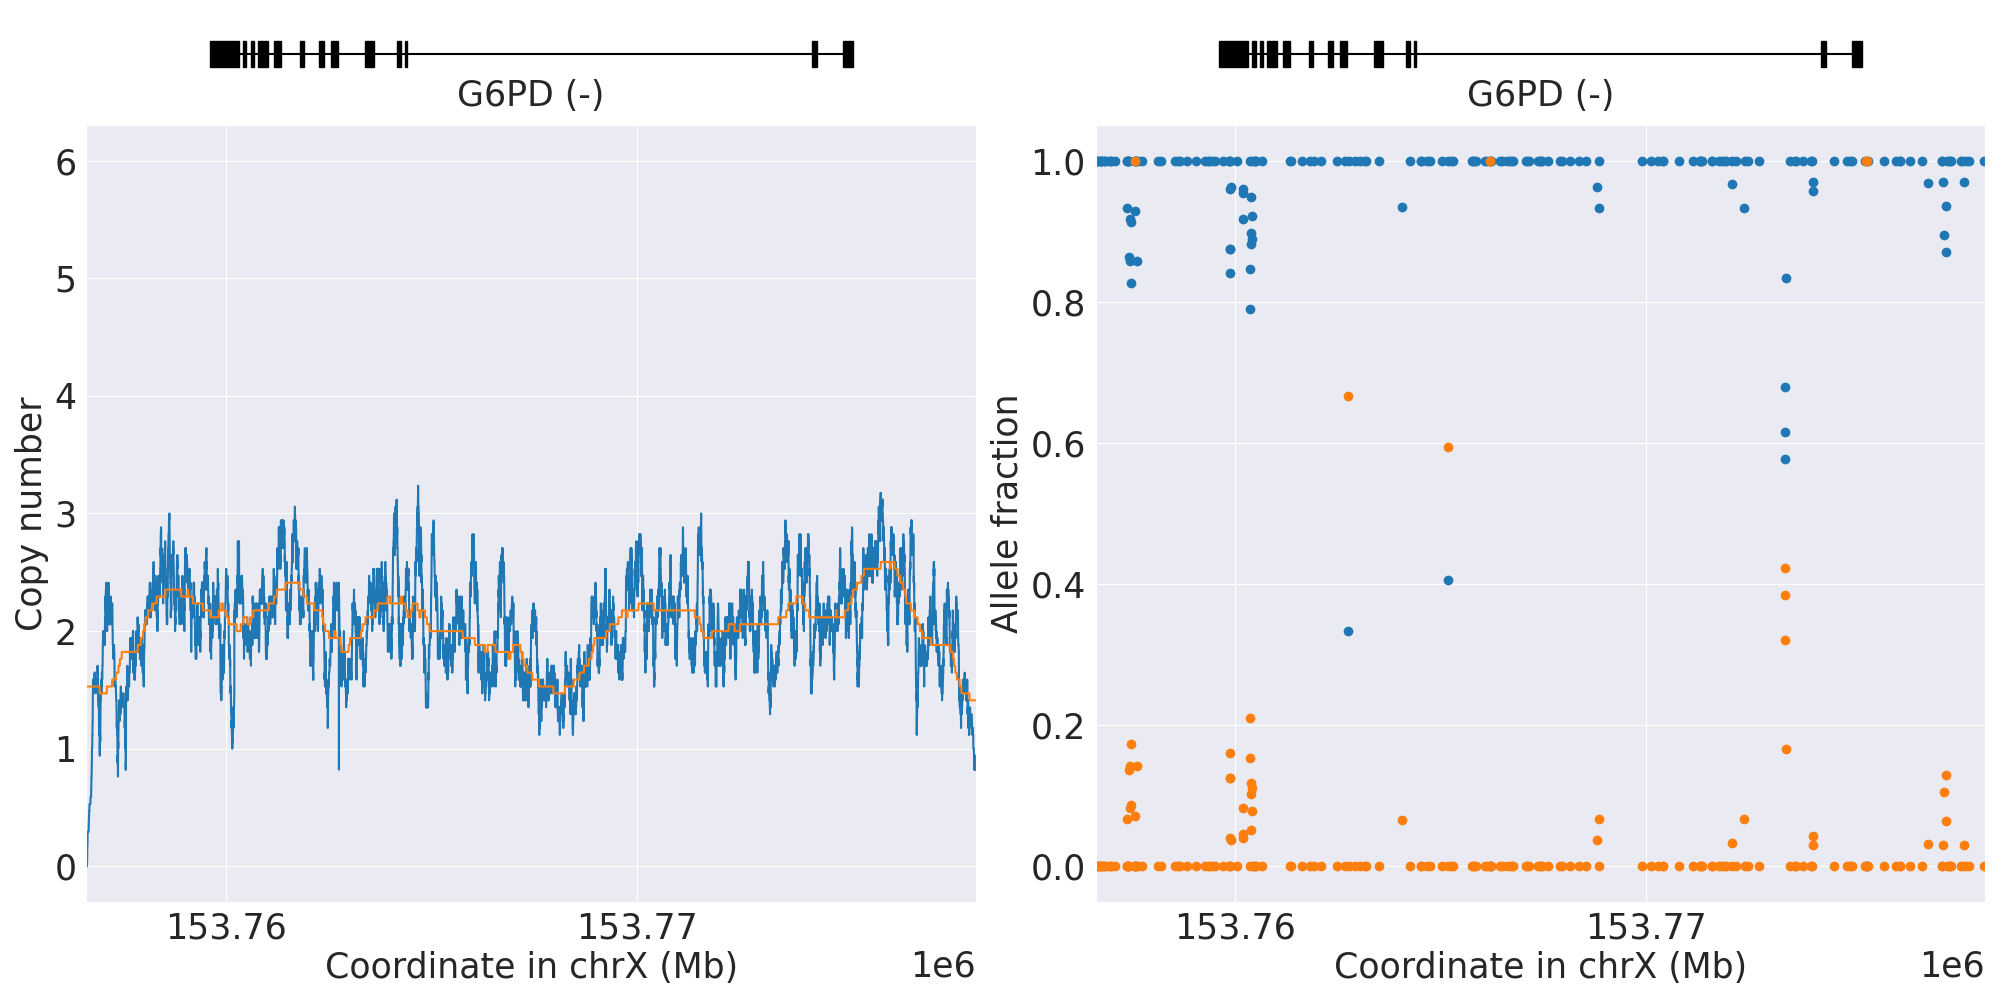 G6PD (-)
6
5
4
3
2
1
0
Copy number
153.76
153.77
Coordinate in chrX (Mb)
1e6
G6PD (-)
1.0
0.8
0.6
0.4
0.2
0.0
Allele fraction
153.76
153.77
Coordinate in chrX (Mb)
1e6